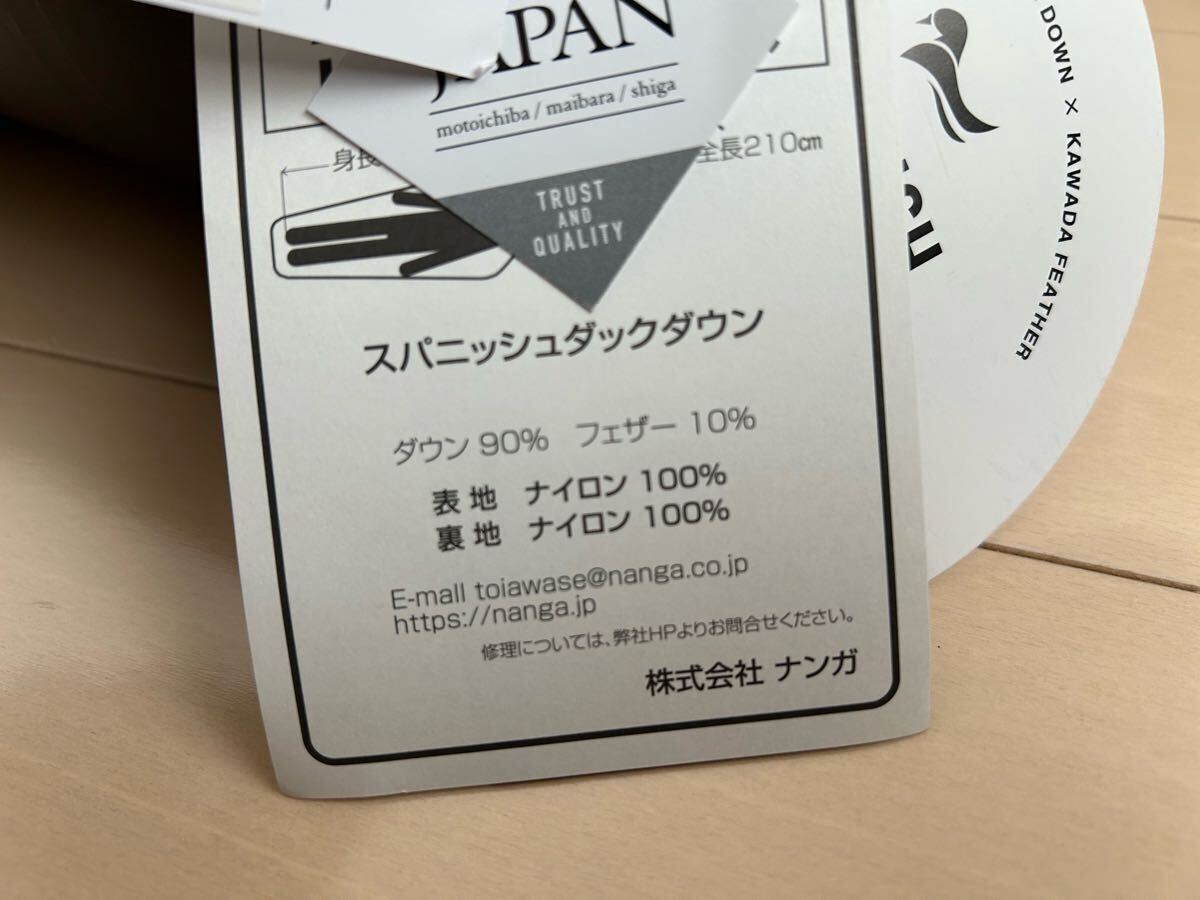 JAPAN
motoichiba / maibara / shiga
身長
全長210㎝
TRUST
AND
QUALITY
スパニッシュダックダウン
ダウン 90%　フェザー 10%
表 地　ナイロン 100%
裏 地　ナイロン 100%
E-mall toiawase@nanga.co.jp
https://nanga.jp
修理については、弊社HPよりお問合せください。
株式会社 ナンガ
DOWN × KAWADA FEATHER